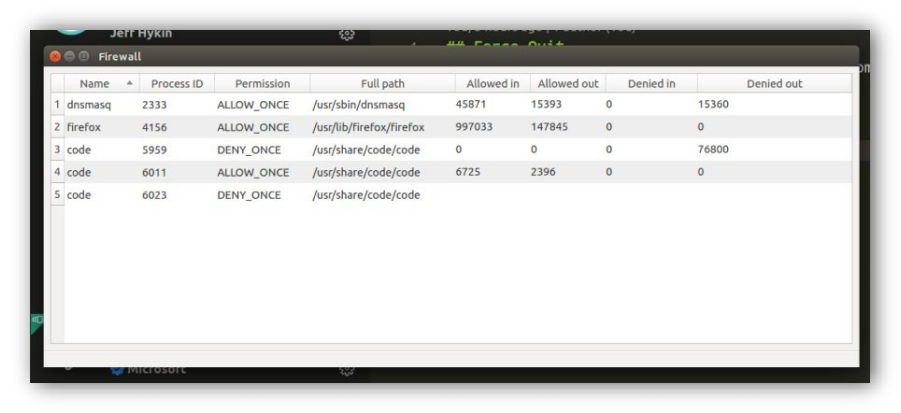 Jeff Hykin
## Force Quit
Firewall
Name Process ID Permission Full path Allowed in Allowed out Denied in Denied out
1 dnsmasq 2333 ALLOW_ONCE /usr/sbin/dnsmasq 45871 15393 0 15360
2 firefox 4156 ALLOW_ONCE /usr/lib/firefox/firefox 997033 147845 0 0
3 code 5959 DENY_ONCE /usr/share/code/code 0 0 0 76800
4 code 6011 ALLOW_ONCE /usr/share/code/code 6725 2396 0 0
5 code 6023 DENY_ONCE /usr/share/code/code
Microsoft